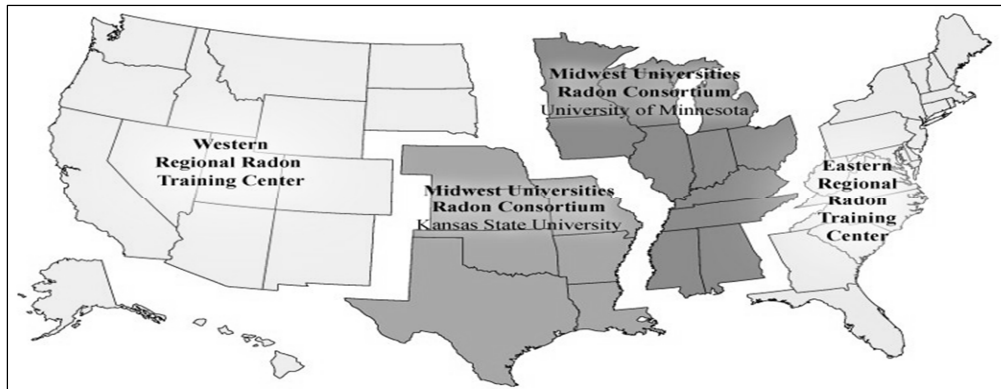 Western
Regional Radon
Training Center
Midwest Universities
Radon Consortium
Kansas State University
Midwest Universities
Radon Consortium
University of Minnesota
Eastern
Regional
Radon
Training
Center